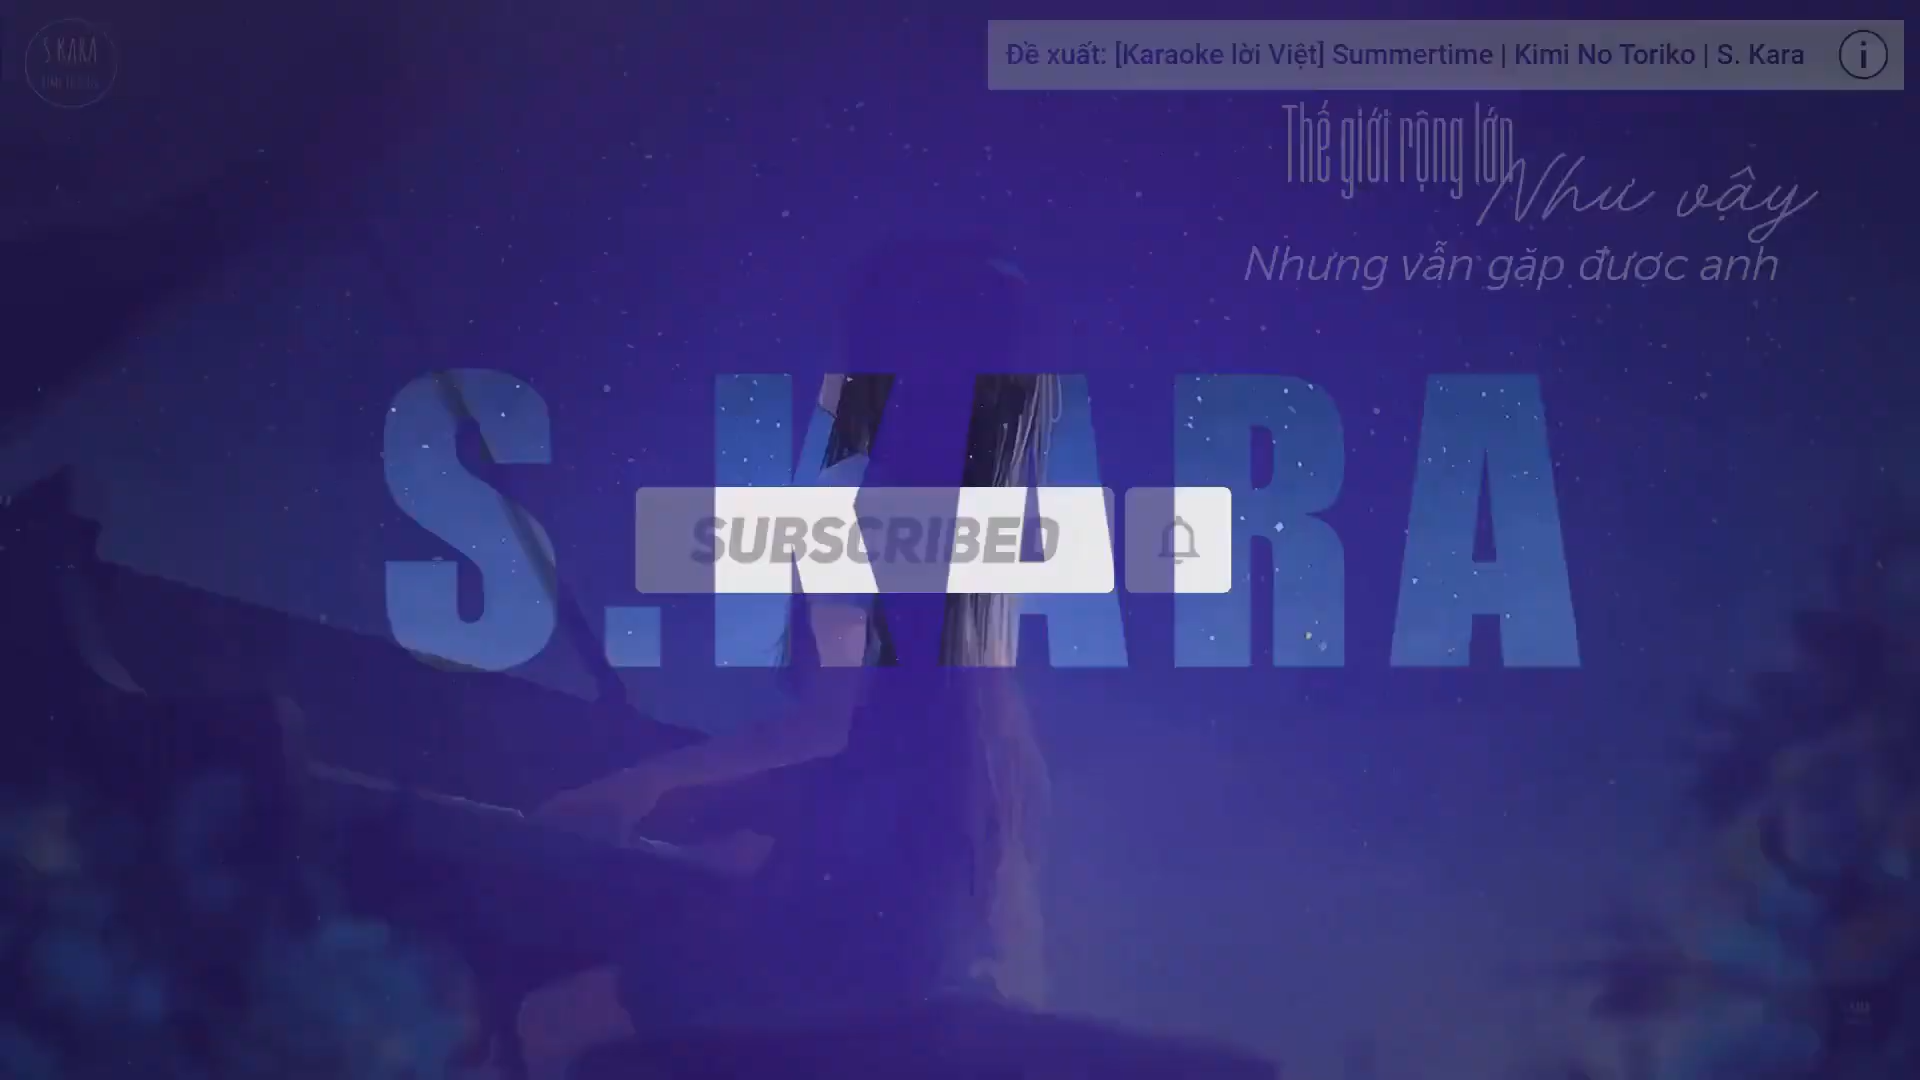 S.KARA
Đề xuất: [Karaoke lời Việt] Summertime | Kimi No Toriko | S. Kara
Thế giới rộng lớn
Như vậy
Nhưng vẫn gặp được anh
S.KARA
SUBSCRIBED